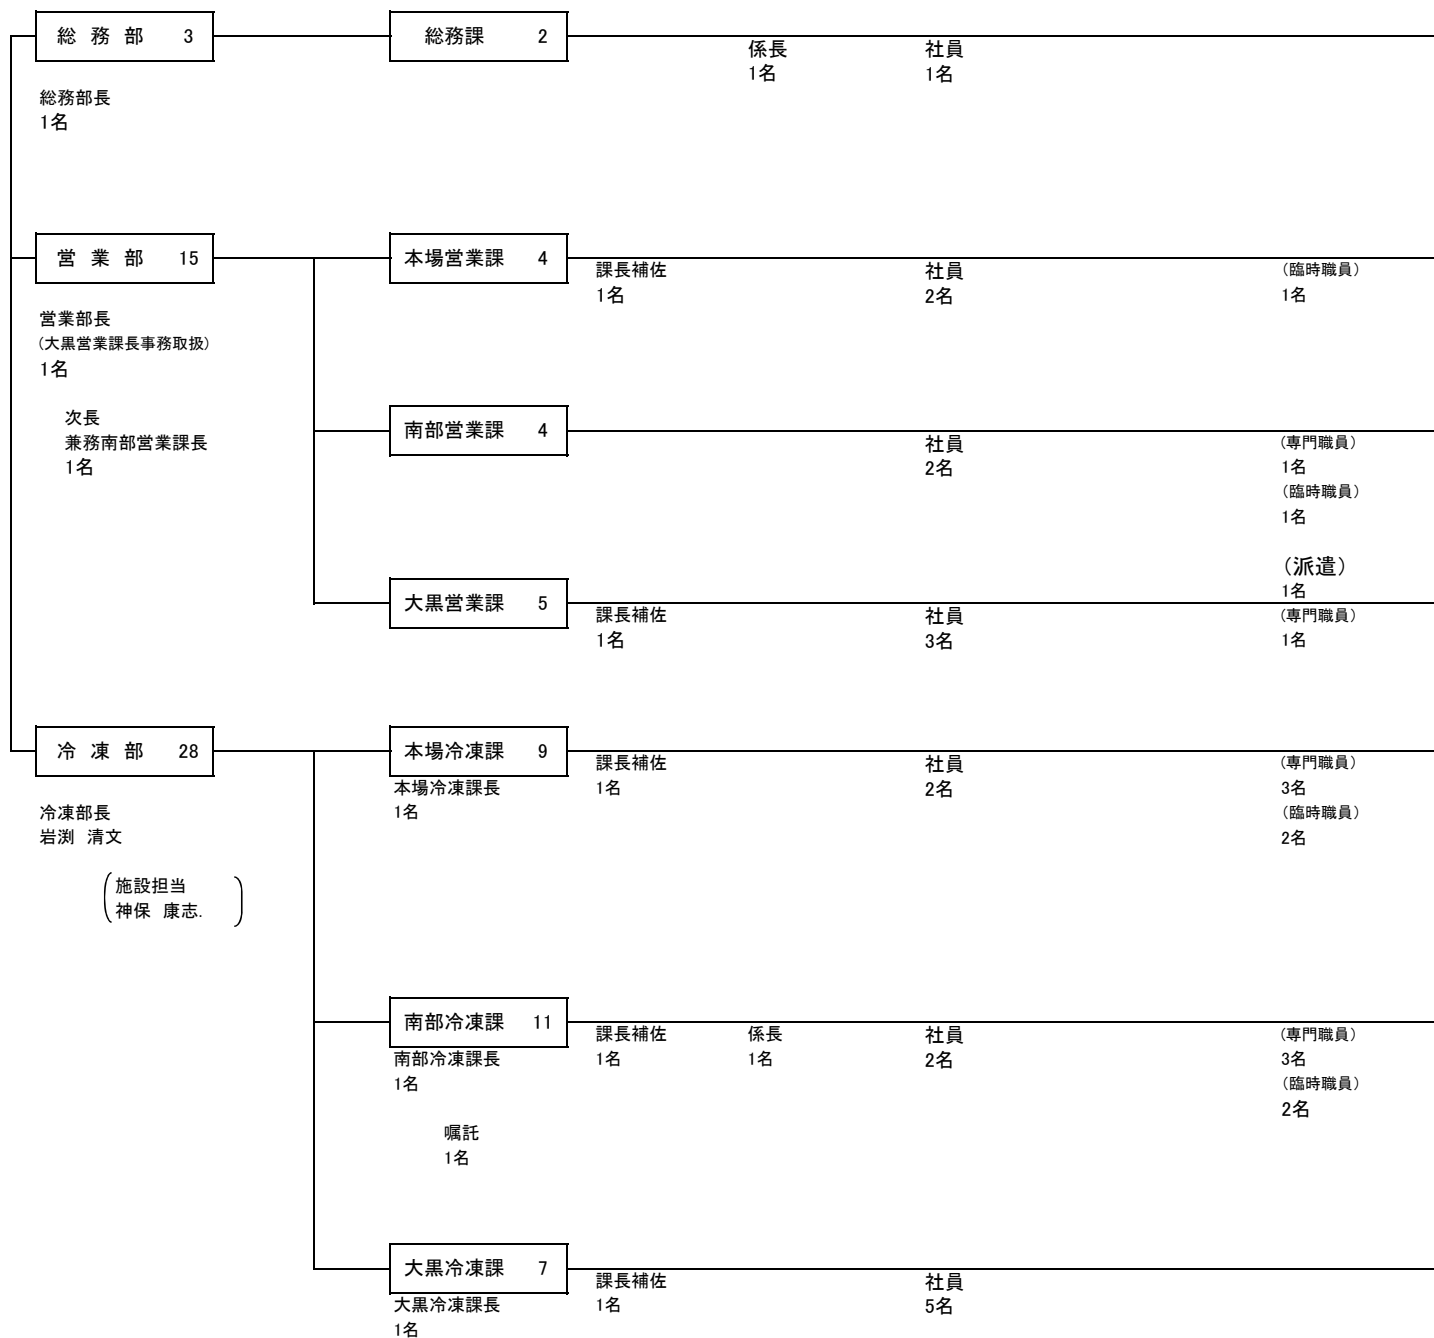 総 務 部 3
総務課 2
係長
1名
社員
1名
総務部長
1名
営 業 部 15
本場営業課 4
課長補佐
1名
社員
2名
(臨時職員)
1名
営業部長
(大黒営業課長事務取扱)
1名
次長
兼務南部営業課長
1名
南部営業課 4
社員
2名
(専門職員)
1名
(臨時職員)
1名
(派遣)
1名
大黒営業課 5
課長補佐
1名
社員
3名
(専門職員)
1名
冷 凍 部 28
本場冷凍課 9
本場冷凍課長
1名
課長補佐
1名
社員
2名
(専門職員)
3名
(臨時職員)
2名
冷凍部長
岩渕 清文
施設担当
神保 康志.
南部冷凍課 11
南部冷凍課長
1名
課長補佐
1名
係長
1名
社員
2名
(専門職員)
3名
(臨時職員)
2名
嘱託
1名
大黒冷凍課 7
大黒冷凍課長
1名
課長補佐
1名
社員
5名